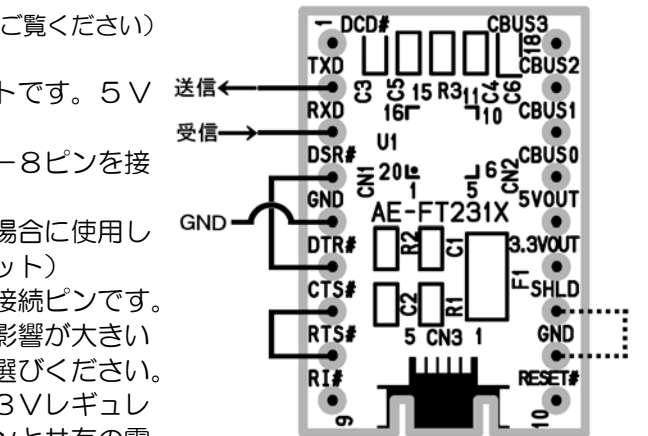 ご覧ください)
トです。5V
－8ピンを接
場合に使用し
ット)
接続ピンです。
影響が大きい
選びください。
3Vレギュレ
送信
受信
GND
1 DCD# CBUS3
18
TXD CBUS2
C3 C5 15 R3 11 C4 C6
RXD 16 10 CBUS1
U1
DSR# CBUS0
CN1 20 6 CN2
1 5
GND 5VOUT
AE-FT231X
DTR# R2 C1 3.3VOUT
F1
CTS# SHLD
C2 R1
RTS# 5 CN3 1 GND
RI# RESET#
9 10